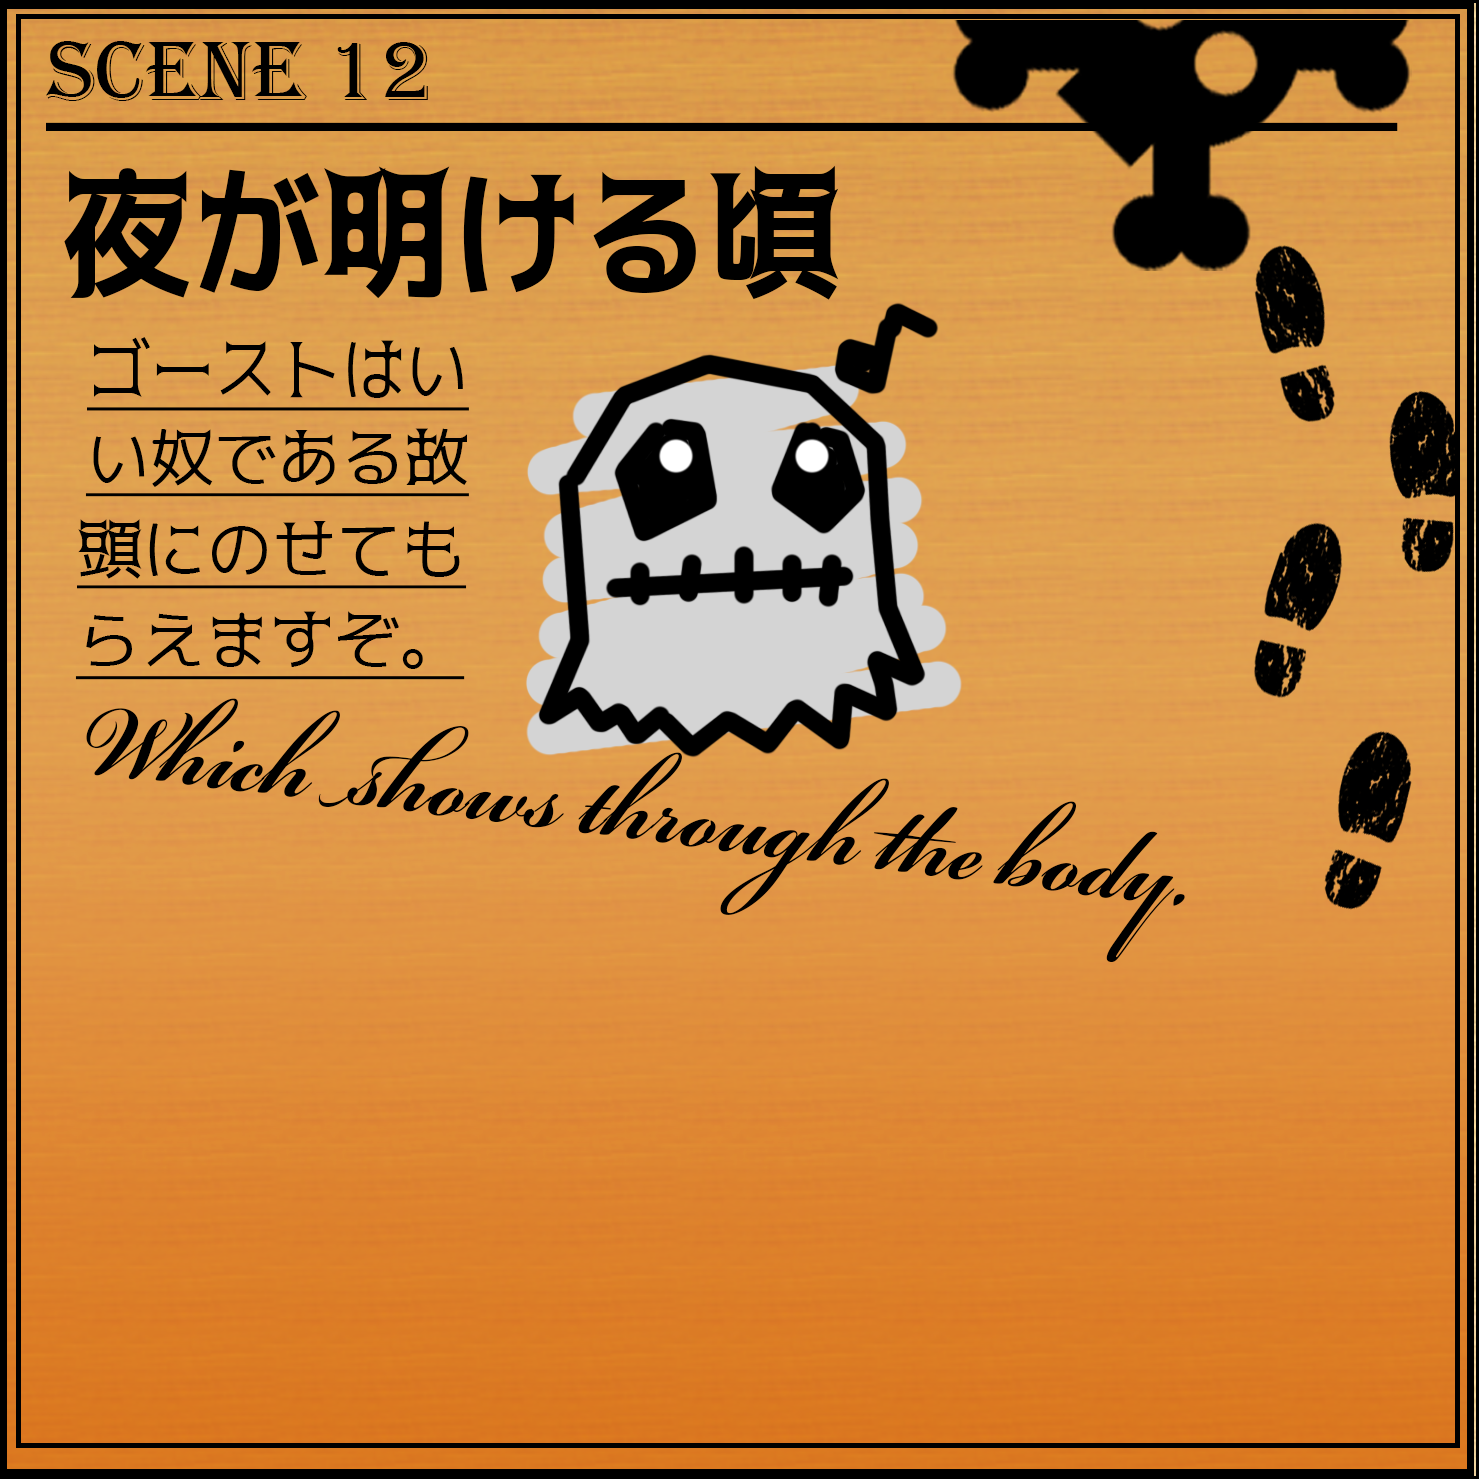 SCENE 12
夜が明ける頃
ゴーストはい
い奴である故
頭にのせても
らえますぞ。
Which shows through the body.